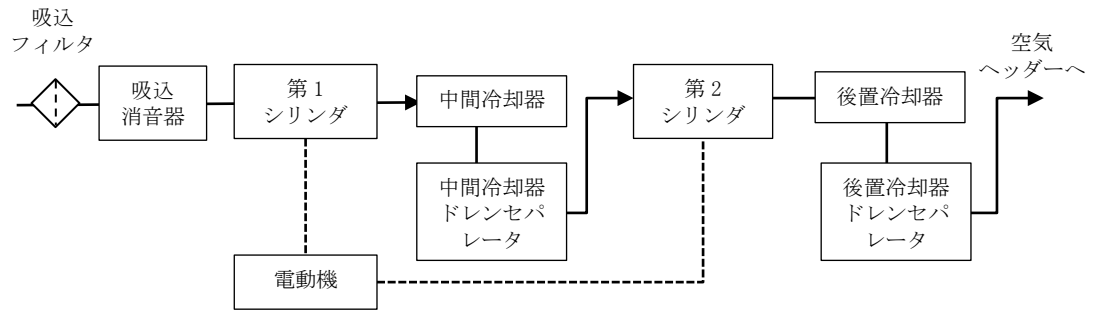 吸込
フィルタ
吸込
消音器
第1
シリンダ
中間冷却器
中間冷却器
ドレンセパ
レータ
電動機
第2
シリンダ
後置冷却器
後置冷却器
ドレンセパ
レータ
空気
ヘッダーへ